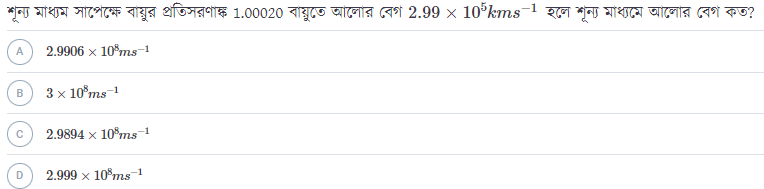 শূন্য মাধ্যম সাপেক্ষে বায়ুর প্রতিসরণাঙ্ক 1.00020 বায়ুতে আলোর বেগ 2.99 × 10⁵kms⁻¹ হলে শূন্য মাধ্যমে আলোর বেগ কত?
A 2.9906 × 10⁸ms⁻¹
B 3 × 10⁸ms⁻¹
C 2.9894 × 10⁸ms⁻¹
D 2.999 × 10⁸ms⁻¹